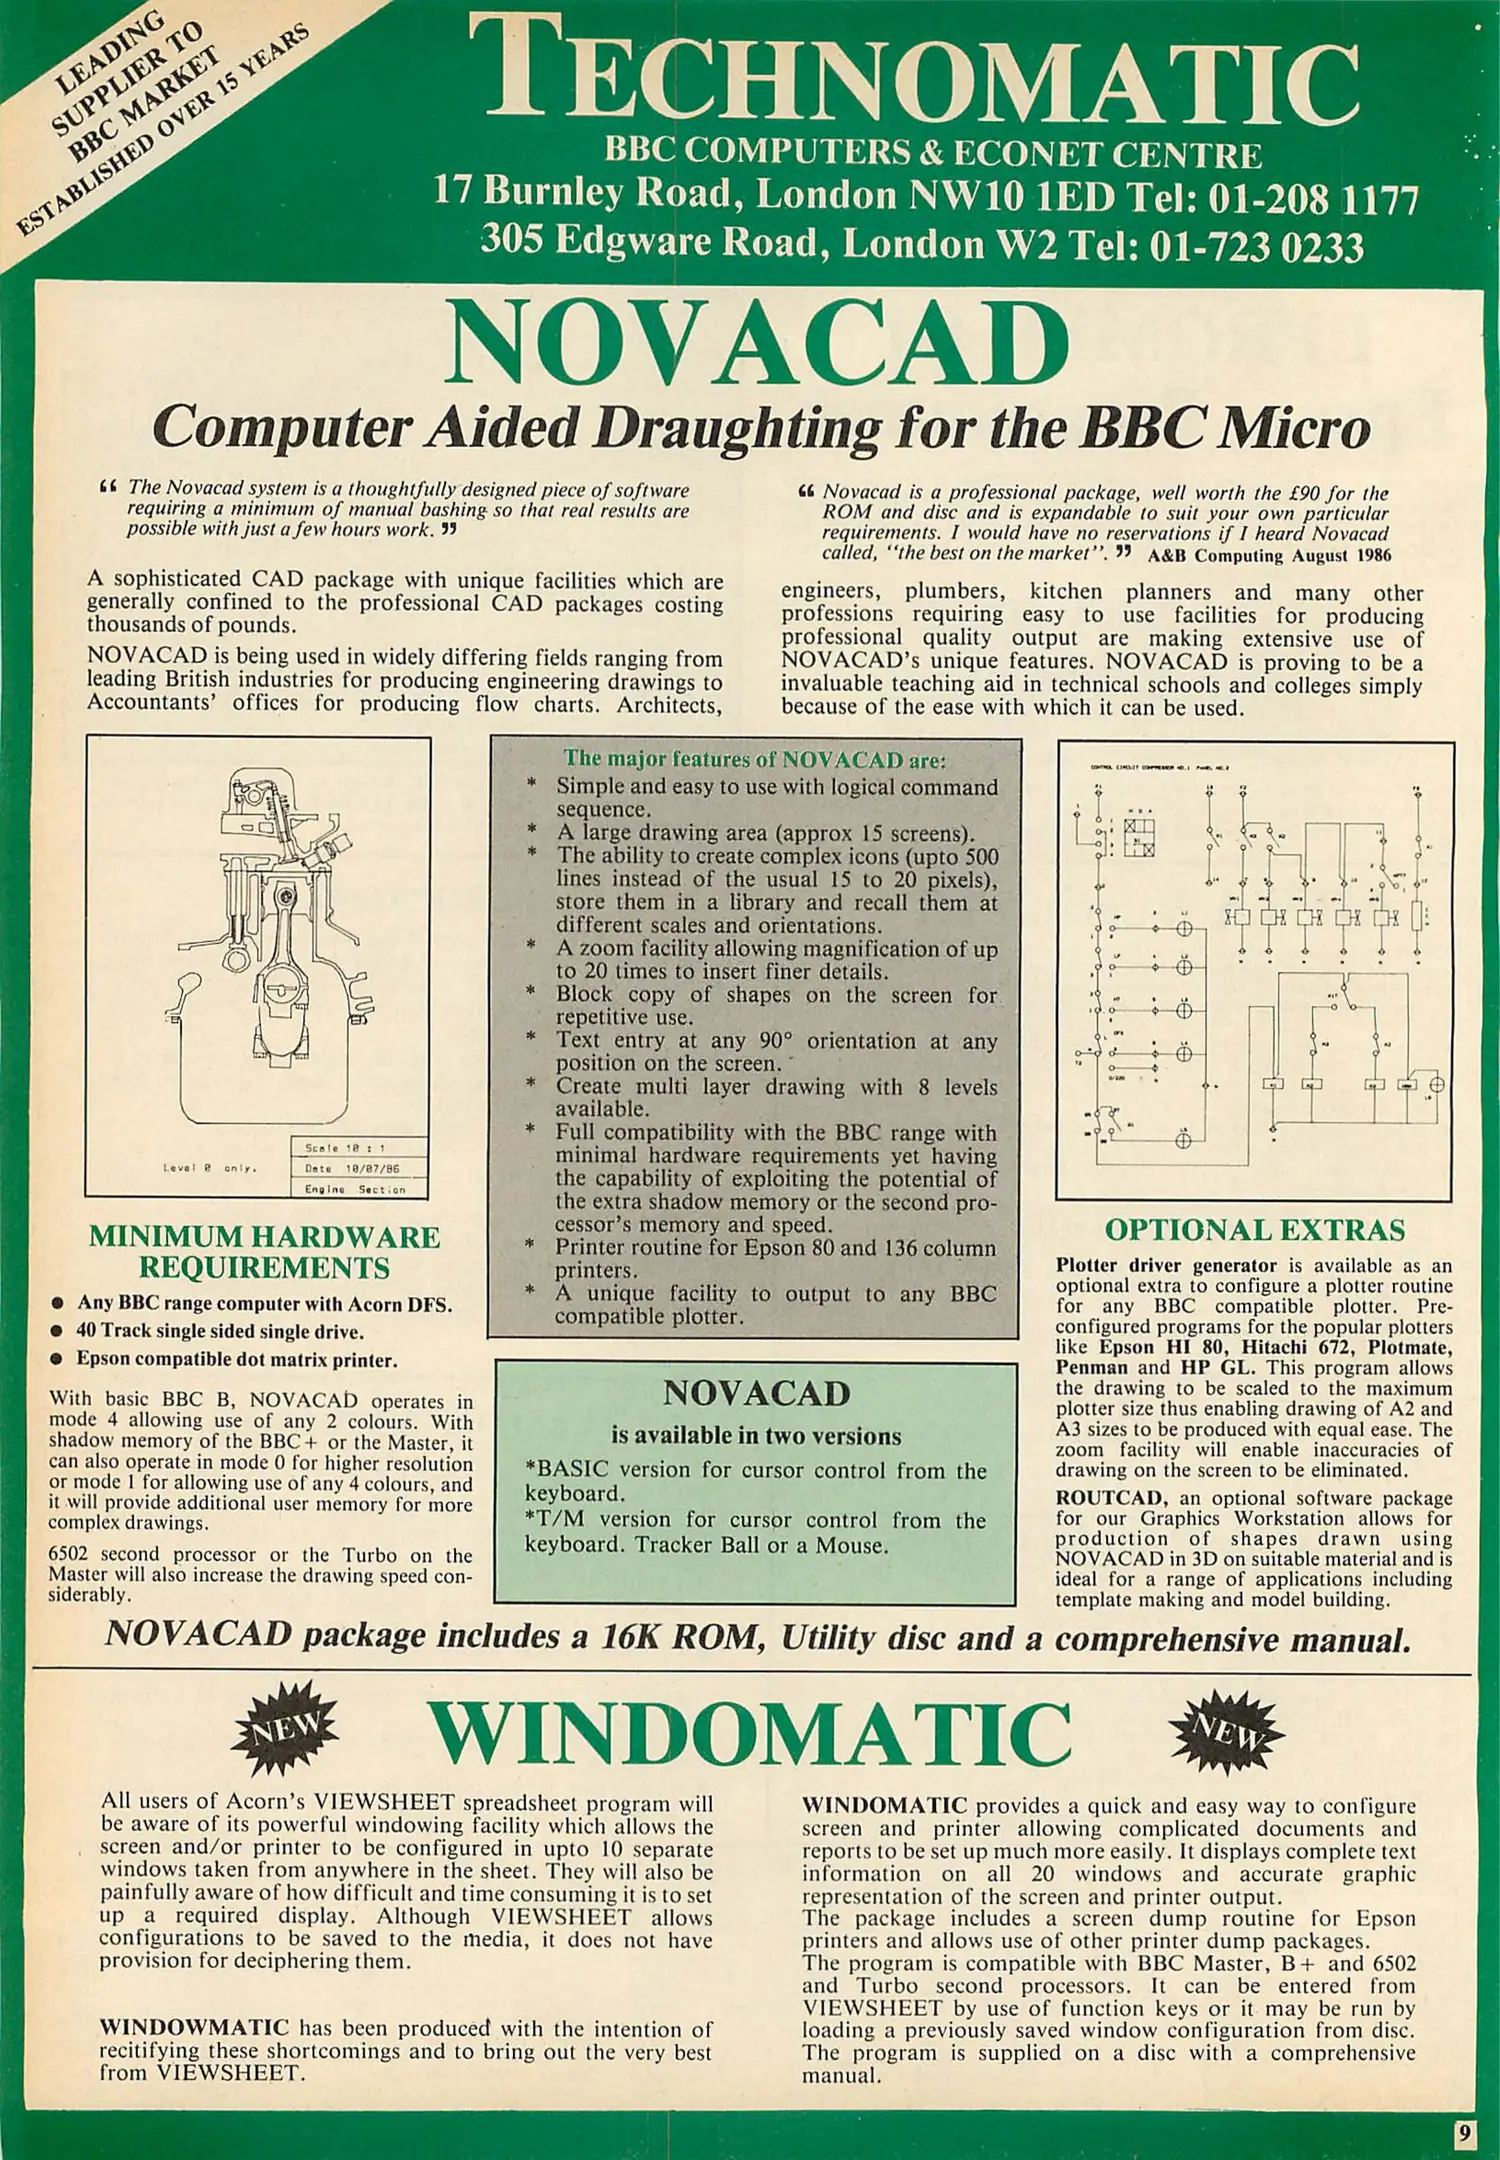 LEADING
SUPPLIER TO
BBC MARKET
ESTABLISHED OVER 15 YEARS
TECHNOMATIC
BBC COMPUTERS & ECONET CENTRE
17 Burnley Road, London NW10 1ED Tel: 01-208 1177
305 Edgware Road, London W2 Tel: 01-723 0233
NOVACAD
Computer Aided Draughting for the BBC Micro
“ The Novacad system is a thoughtfully designed piece of software
requiring a minimum of manual bashing so that real results are
possible with just a few hours work. ”
A sophisticated CAD package with unique facilities which are
generally confined to the professional CAD packages costing
thousands of pounds.
NOVACAD is being used in widely differing fields ranging from
leading British industries for producing engineering drawings to
Accountants' offices for producing flow charts. Architects,
“ Novacad is a professional package, well worth the £90 for the
ROM and disc and is expandable to suit your own particular
requirements. I would have no reservations if I heard Novacad
called, "the best on the market". ” A&B Computing August 1986
engineers, plumbers, kitchen planners and many other
professions requiring easy to use facilities for producing
professional quality output are making extensive use of
NOVACAD's unique features. NOVACAD is proving to be a
invaluable teaching aid in technical schools and colleges simply
because of the ease with which it can be used.
Level 0 only.
Scale 10 : 1
Date 10/07/86
Engine Section
The major features of NOVACAD are:
* Simple and easy to use with logical command
sequence.
* A large drawing area (approx 15 screens).
* The ability to create complex icons (upto 500
lines instead of the usual 15 to 20 pixels),
store them in a library and recall them at
different scales and orientations.
* A zoom facility allowing magnification of up
to 20 times to insert finer details.
* Block copy of shapes on the screen for
repetitive use.
* Text entry at any 90° orientation at any
position on the screen.
* Create multi layer drawing with 8 levels
available.
* Full compatibility with the BBC range with
minimal hardware requirements yet having
the capability of exploiting the potential of
the extra shadow memory or the second pro-
cessor's memory and speed.
* Printer routine for Epson 80 and 136 column
printers.
* A unique facility to output to any BBC
compatible plotter.
CONTROL CIRCUIT COMPRESSOR NO.1 PANEL NO.2
MINIMUM HARDWARE
REQUIREMENTS
● Any BBC range computer with Acorn DFS.
● 40 Track single sided single drive.
● Epson compatible dot matrix printer.
With basic BBC B, NOVACAD operates in
mode 4 allowing use of any 2 colours. With
shadow memory of the BBC+ or the Master, it
can also operate in mode 0 for higher resolution
or mode 1 for allowing use of any 4 colours, and
it will provide additional user memory for more
complex drawings.
6502 second processor or the Turbo on the
Master will also increase the drawing speed con-
siderably.
NOVACAD
is available in two versions
*BASIC version for cursor control from the
keyboard.
*T/M version for cursor control from the
keyboard. Tracker Ball or a Mouse.
OPTIONAL EXTRAS
Plotter driver generator is available as an
optional extra to configure a plotter routine
for any BBC compatible plotter. Pre-
configured programs for the popular plotters
like Epson HI 80, Hitachi 672, Plotmate,
Penman and HP GL. This program allows
the drawing to be scaled to the maximum
plotter size thus enabling drawing of A2 and
A3 sizes to be produced with equal ease. The
zoom facility will enable inaccuracies of
drawing on the screen to be eliminated.
ROUTCAD, an optional software package
for our Graphics Workstation allows for
production of shapes drawn using
NOVACAD in 3D on suitable material and is
ideal for a range of applications including
template making and model building.
NOVACAD package includes a 16K ROM, Utility disc and a comprehensive manual.
NEW
WINDOMATIC
NEW
All users of Acorn's VIEWSHEET spreadsheet program will
be aware of its powerful windowing facility which allows the
screen and/or printer to be configured in upto 10 separate
windows taken from anywhere in the sheet. They will also be
painfully aware of how difficult and time consuming it is to set
up a required display. Although VIEWSHEET allows
configurations to be saved to the media, it does not have
provision for deciphering them.
WINDOWMATIC has been produced with the intention of
recitifying these shortcomings and to bring out the very best
from VIEWSHEET.
WINDOMATIC provides a quick and easy way to configure
screen and printer allowing complicated documents and
reports to be set up much more easily. It displays complete text
information on all 20 windows and accurate graphic
representation of the screen and printer output.
The package includes a screen dump routine for Epson
printers and allows use of other printer dump packages.
The program is compatible with BBC Master, B+ and 6502
and Turbo second processors. It can be entered from
VIEWSHEET by use of function keys or it may be run by
loading a previously saved window configuration from disc.
The program is supplied on a disc with a comprehensive
manual.
9